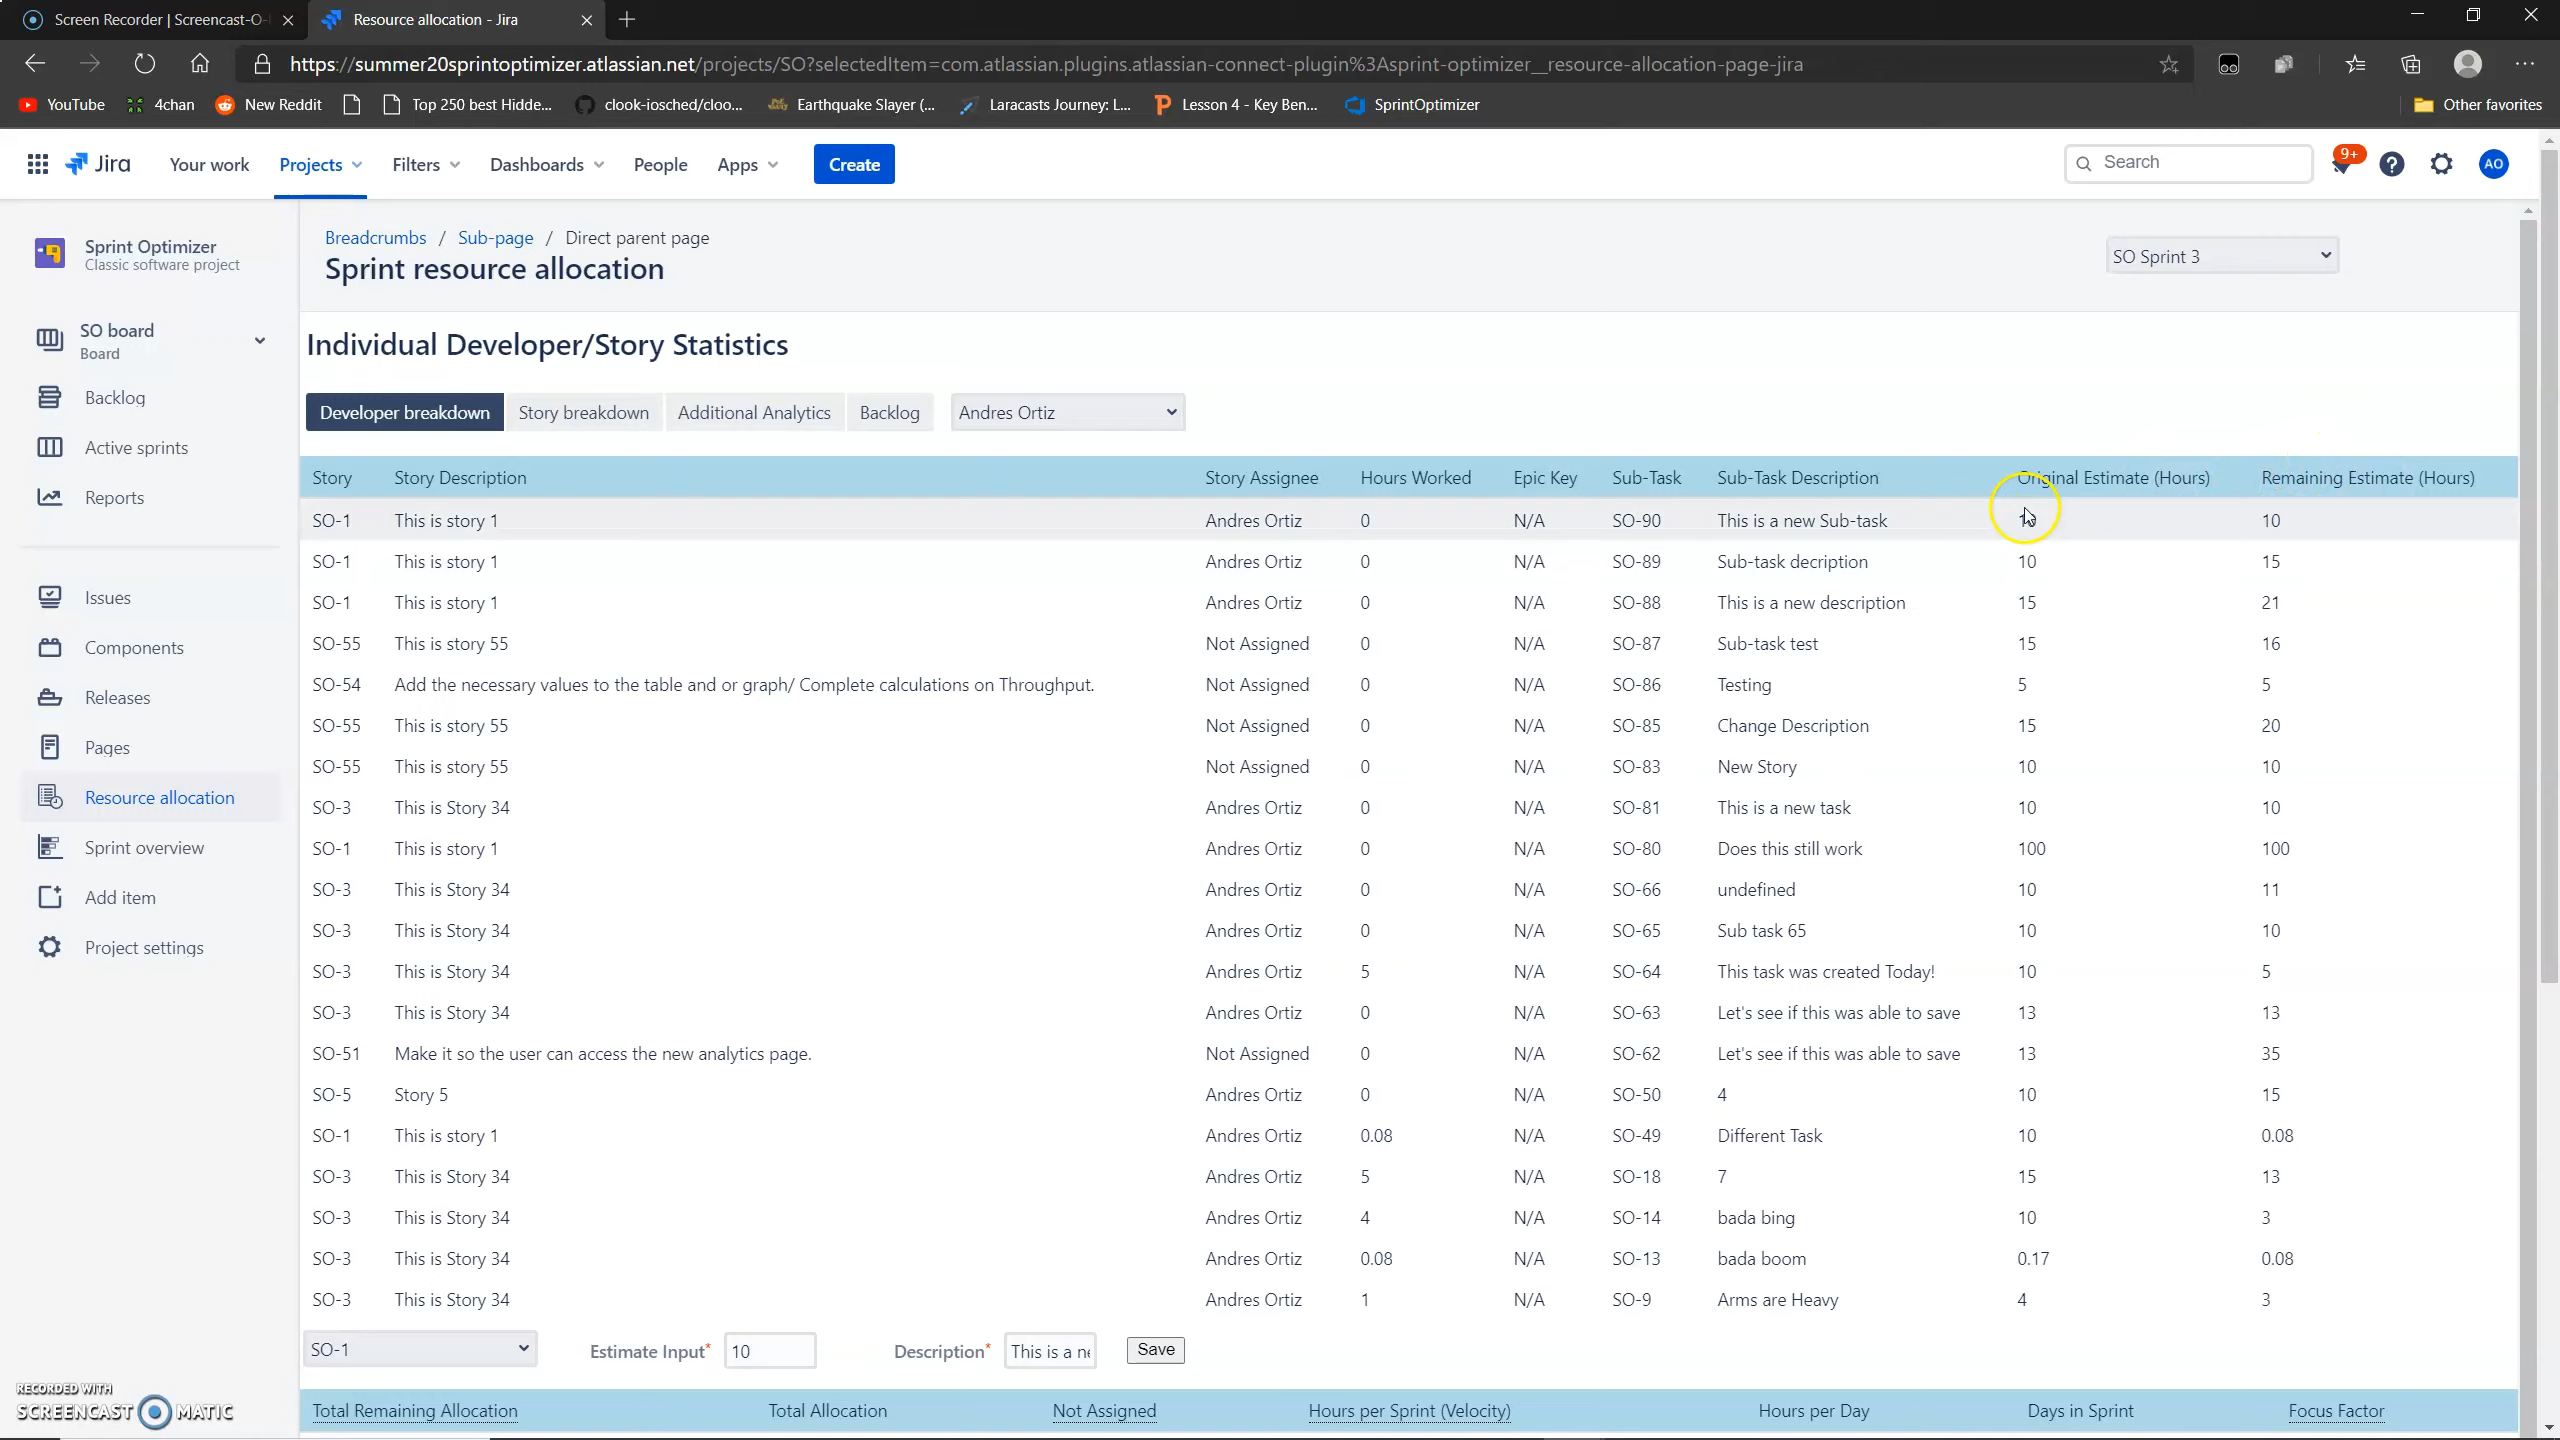 Screen Recorder | Screencast-O-
Resource allocation - Jira
https://summer20sprintoptimizer.atlassian.net/projects/SO?selectedItem=com.atlassian.plugins.atlassian-connect-plugin%3Asprint-optimizer__resource-allocation-page-jira
YouTube 4chan New Reddit Top 250 best Hidde... clook-iosched/cloo... Earthquake Slayer (... Laracasts Journey: L... Lesson 4 - Key Ben... SprintOptimizer Other favorites
Jira Your work Projects Filters Dashboards People Apps Create Search 9+ AO
Sprint Optimizer
Classic software project
SO board
Board
Backlog
Active sprints
Reports
Issues
Components
Releases
Pages
Resource allocation
Sprint overview
Add item
Project settings
Breadcrumbs / Sub-page / Direct parent page
Sprint resource allocation
SO Sprint 3
Individual Developer/Story Statistics
Developer breakdown Story breakdown Additional Analytics Backlog Andres Ortiz
Story Story Description Story Assignee Hours Worked Epic Key Sub-Task Sub-Task Description Original Estimate (Hours) Remaining Estimate (Hours)
SO-1 This is story 1 Andres Ortiz 0 N/A SO-90 This is a new Sub-task 10
SO-1 This is story 1 Andres Ortiz 0 N/A SO-89 Sub-task decription 10 15
SO-1 This is story 1 Andres Ortiz 0 N/A SO-88 This is a new description 15 21
SO-55 This is story 55 Not Assigned 0 N/A SO-87 Sub-task test 15 16
SO-54 Add the necessary values to the table and or graph/ Complete calculations on Throughput. Not Assigned 0 N/A SO-86 Testing 5 5
SO-55 This is story 55 Not Assigned 0 N/A SO-85 Change Description 15 20
SO-55 This is story 55 Not Assigned 0 N/A SO-83 New Story 10 10
SO-3 This is Story 34 Andres Ortiz 0 N/A SO-81 This is a new task 10 10
SO-1 This is story 1 Andres Ortiz 0 N/A SO-80 Does this still work 100 100
SO-3 This is Story 34 Andres Ortiz 0 N/A SO-66 undefined 10 11
SO-3 This is Story 34 Andres Ortiz 0 N/A SO-65 Sub task 65 10 10
SO-3 This is Story 34 Andres Ortiz 5 N/A SO-64 This task was created Today! 10 5
SO-3 This is Story 34 Andres Ortiz 0 N/A SO-63 Let's see if this was able to save 13 13
SO-51 Make it so the user can access the new analytics page. Not Assigned 0 N/A SO-62 Let's see if this was able to save 13 35
SO-5 Story 5 Andres Ortiz 0 N/A SO-50 4 10 15
SO-1 This is story 1 Andres Ortiz 0.08 N/A SO-49 Different Task 10 0.08
SO-3 This is Story 34 Andres Ortiz 5 N/A SO-18 7 15 13
SO-3 This is Story 34 Andres Ortiz 4 N/A SO-14 bada bing 10 3
SO-3 This is Story 34 Andres Ortiz 0.08 N/A SO-13 bada boom 0.17 0.08
SO-3 This is Story 34 Andres Ortiz 1 N/A SO-9 Arms are Heavy 4 3
SO-1 Estimate Input* 10 Description* This is a ne Save
Total Remaining Allocation Total Allocation Not Assigned Hours per Sprint (Velocity) Hours per Day Days in Sprint Focus Factor
RECORDED WITH
SCREENCAST MATIC